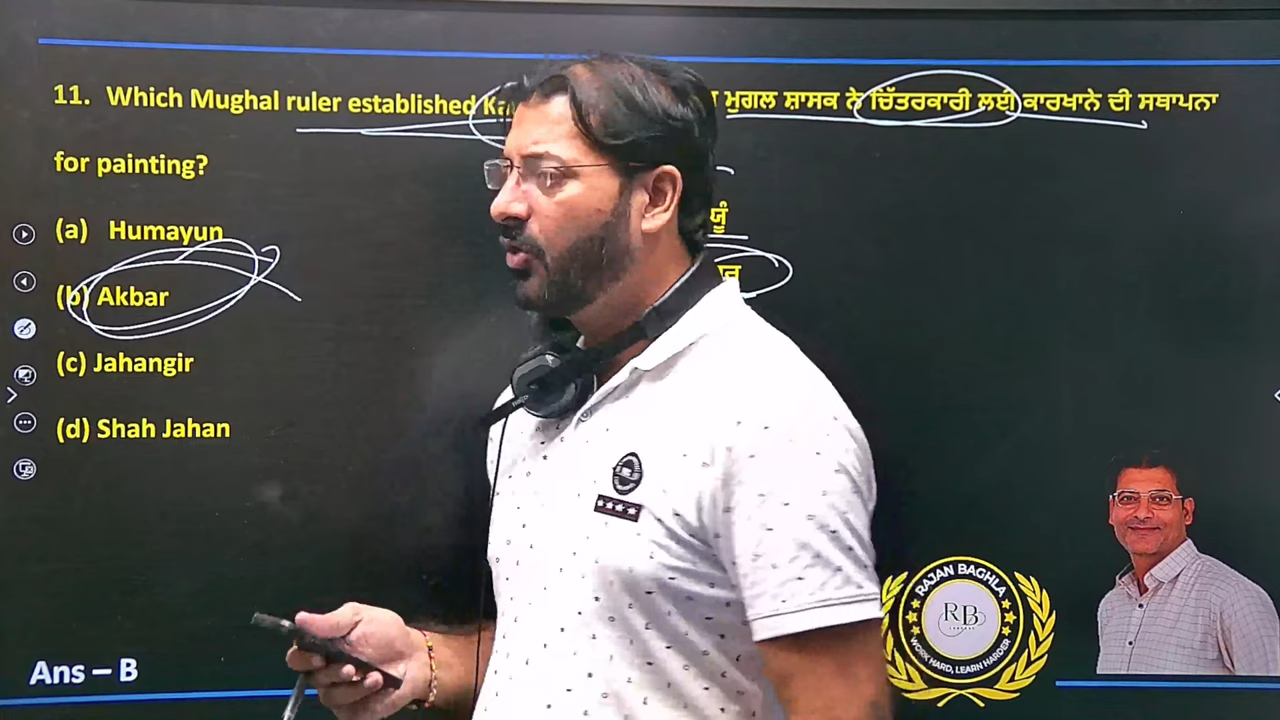 11. Which Mughal ruler established
ਮੁਗਲ ਸ਼ਾਸਕ ਨੇ ਚਿੱਤਰਕਾਰੀ ਲਈ ਕਾਰਖਾਨੇ ਦੀ ਸਥਾਪਨਾ
for painting?
(a) Humayun
(b) Akbar
(c) Jahangir
(d) Shah Jahan
Ans – B
RAJAN BAGHLA
RB
WORK HARD, LEARN HARDER